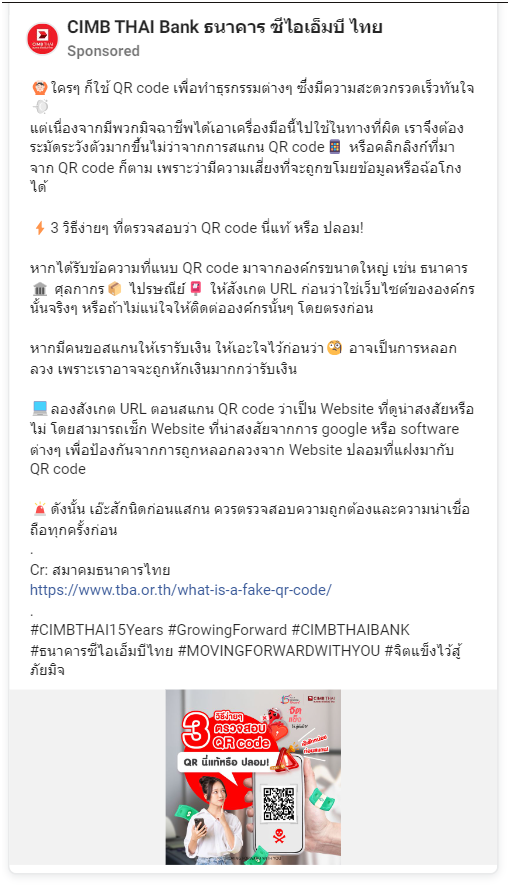 CIMB THAI Bank ธนาคาร ซีไอเอ็มบี ไทย
Sponsored
ใครๆ ก็ใช้ QR code เพื่อทำธุรกรรมต่างๆ ซึ่งมีความสะดวกรวดเร็วทันใจ
แต่เนื่องจากมีพวกมิจฉาชีพได้เอาเครื่องมือนี้ไปใช้ในทางที่ผิด เราจึงต้อง
ระมัดระวังตัวมากขึ้นไม่ว่าจากการสแกน QR code หรือคลิกลิงก์ที่มา
จาก QR code ก็ตาม เพราะว่ามีความเสี่ยงที่จะถูกขโมยข้อมูลหรือฉ้อโกง
ได้
⚡ 3 วิธีง่ายๆ ที่ตรวจสอบว่า QR code นี่แท้ หรือ ปลอม!
หากได้รับข้อความที่แนบ QR code มาจากองค์กรขนาดใหญ่ เช่น ธนาคาร
🏛 ศุลกากร 📦 ไปรษณีย์ 📮 ให้สังเกต URL ก่อนว่าใช่เว็บไซต์ขององค์กร
นั้นจริงๆ หรือถ้าไม่แน่ใจให้ติดต่อองค์กรนั้นๆ โดยตรงก่อน
หากมีคนขอสแกนให้เรารับเงิน ให้เอะใจไว้ก่อนว่า 🧐 อาจเป็นการหลอก
ลวง เพราะเราอาจจะถูกหักเงินมากกว่ารับเงิน
💻 ลองสังเกต URL ตอนสแกน QR code ว่าเป็น Website ที่ดูน่าสงสัยหรือ
ไม่ โดยสามารถเช็ก Website ที่น่าสงสัยจากการ google หรือ software
ต่างๆ เพื่อป้องกันจากการถูกหลอกลวงจาก Website ปลอมที่แฝงมากับ
QR code
🚨 ดังนั้น เอ๊ะสักนิดก่อนแสกน ควรตรวจสอบความถูกต้องและความน่าเชื่อ
ถือทุกครั้งก่อน
.
Cr: สมาคมธนาคารไทย
https://www.tba.or.th/what-is-a-fake-qr-code/
.
#CIMBTHAI15Years #GrowingForward #CIMBTHAIBANK
#ธนาคารซีไอเอ็มบีไทย #MOVINGFORWARDWITHYOU #จิตแข็งไว้สู้
ภัยมิจ
CIMB THAI
จิต
แข็ง
3 วิธีง่ายๆ
ตรวจสอบ
QR code
QR นี่แท้หรือ ปลอม!